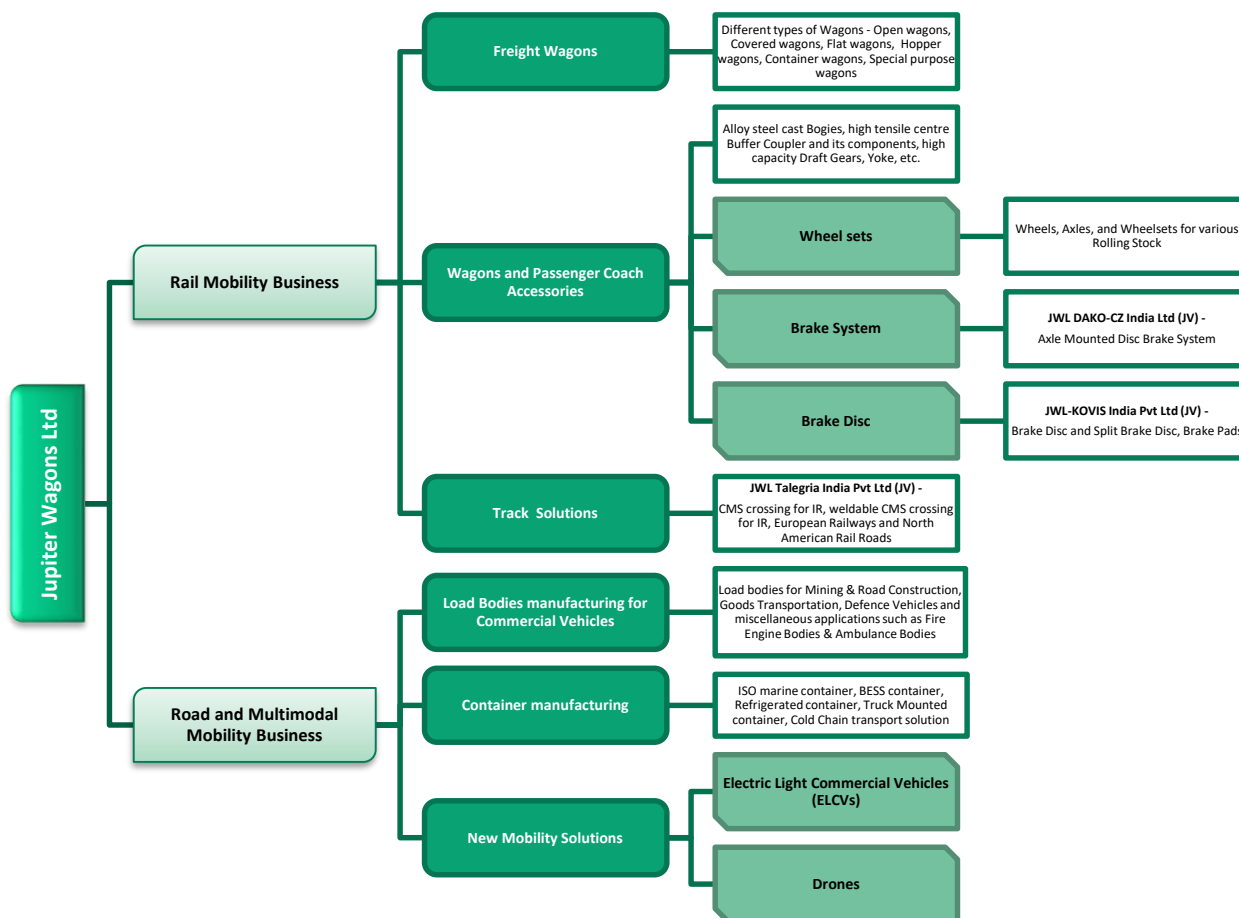 Jupiter Wagons Ltd
Rail Mobility Business
Freight Wagons
Different types of Wagons - Open wagons,
Covered wagons, Flat wagons, Hopper
wagons, Container wagons, Special purpose
wagons
Wagons and Passenger Coach
Accessories
Alloy steel cast Bogies, high tensile centre
Buffer Coupler and its components, high
capacity Draft Gears, Yoke, etc.
Wheel sets
Wheels, Axles, and Wheelsets for various
Rolling Stock
Brake System
JWL DAKO-CZ India Ltd (JV) -
Axle Mounted Disc Brake System
Brake Disc
JWL-KOVIS India Pvt Ltd (JV) -
Brake Disc and Split Brake Disc, Brake Pads
Track Solutions
JWL Talegria India Pvt Ltd (JV) -
CMS crossing for IR, weldable CMS crossing
for IR, European Railways and North
American Rail Roads
Road and Multimodal
Mobility Business
Load Bodies manufacturing for
Commercial Vehicles
Load bodies for Mining & Road Construction,
Goods Transportation, Defence Vehicles and
miscellaneous applications such as Fire
Engine Bodies & Ambulance Bodies
Container manufacturing
ISO marine container, BESS container,
Refrigerated container, Truck Mounted
container, Cold Chain transport solution
New Mobility Solutions
Electric Light Commercial Vehicles
(ELCVs)
Drones